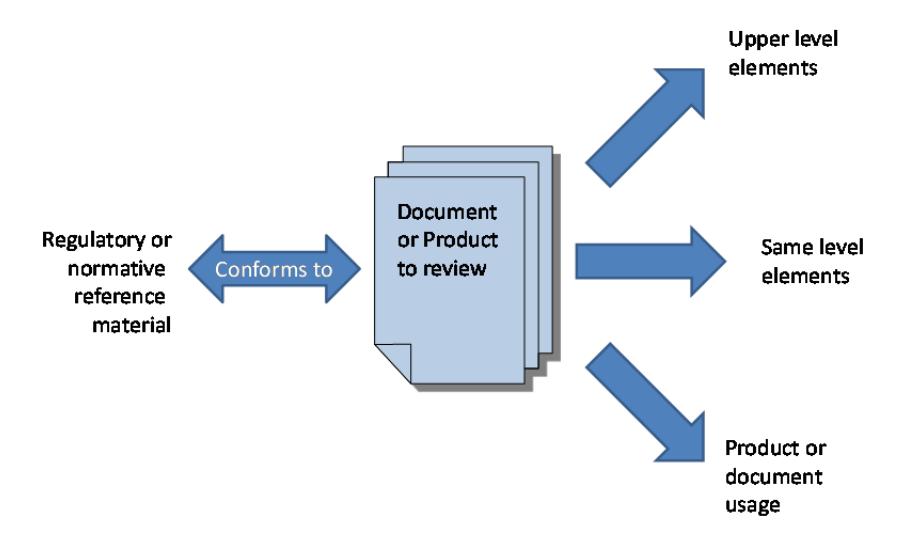 Upper level
elements
Document
or Product
to review
Regulatory or
normative
reference
material
Conforms to
Same level
elements
Product or
document
usage